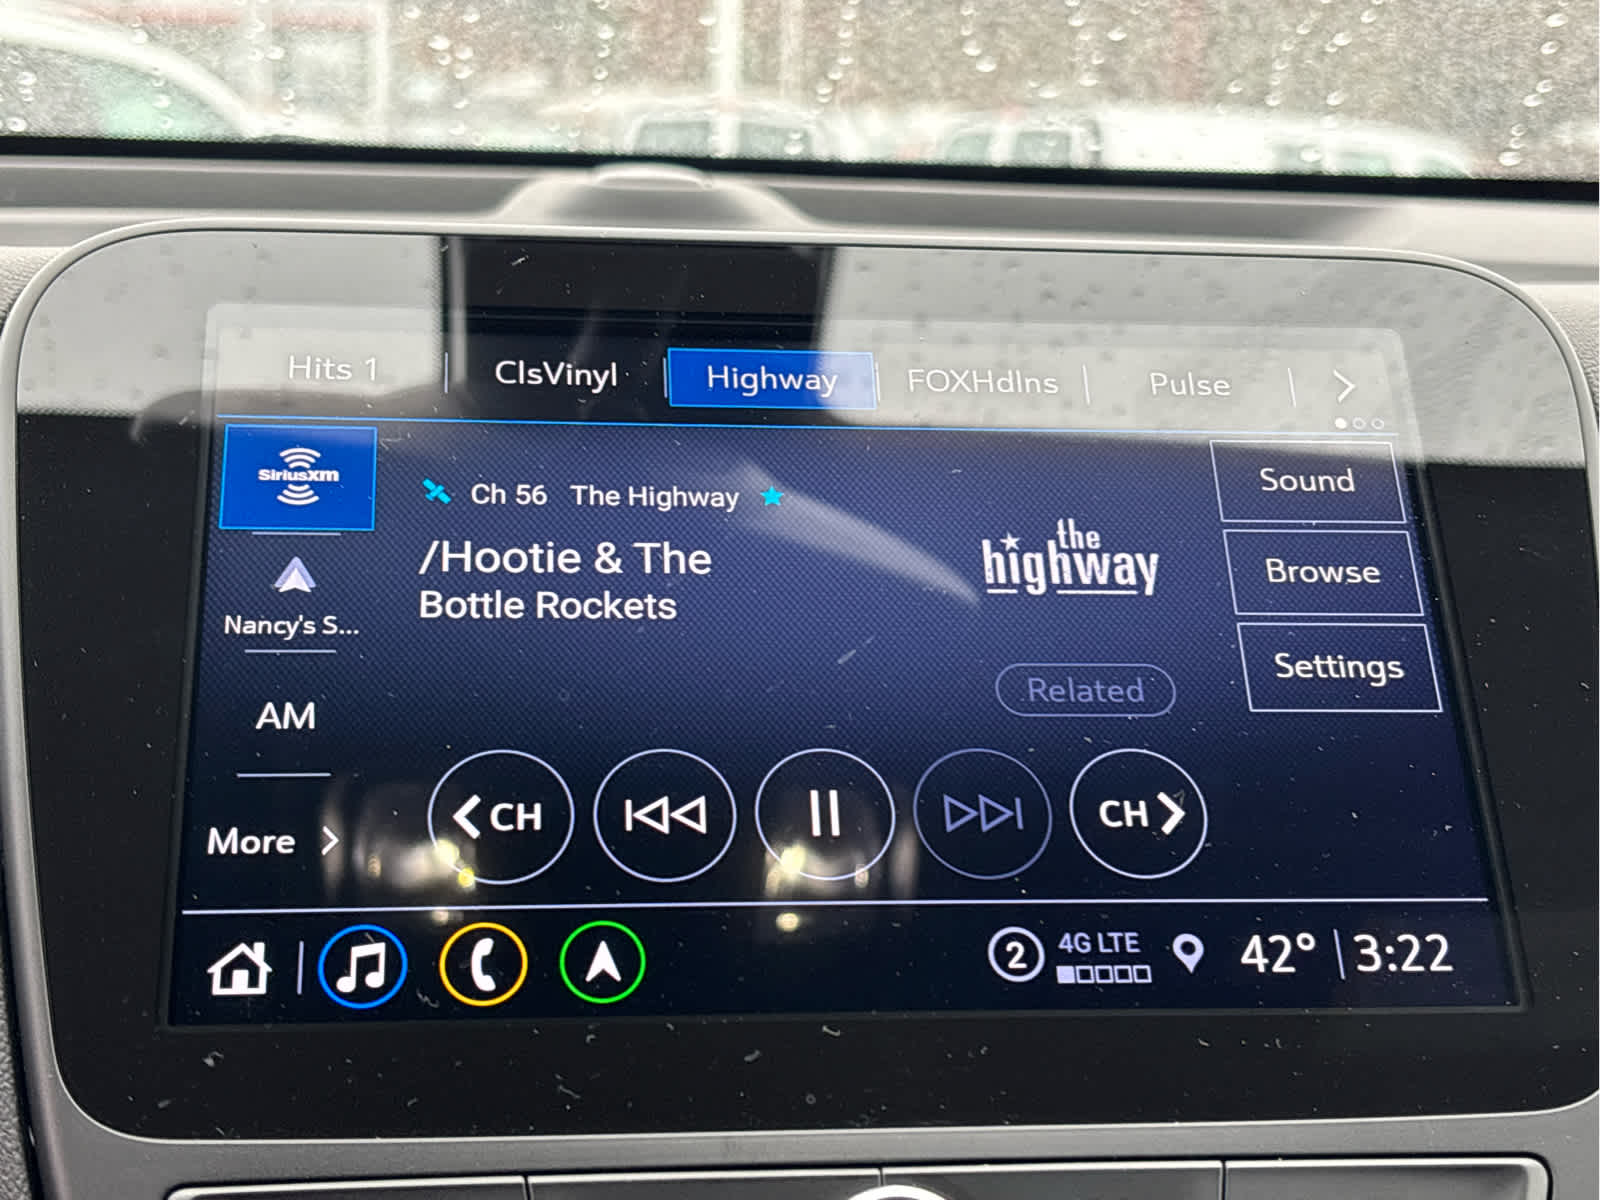 Hits 1
ClsVinyl
Highway
FOXHdlns
Pulse
SiriusXM
Ch 56 The Highway
Sound
/Hootie & The
Bottle Rockets
the
highway
Browse
Nancy's S...
Settings
Related
AM
More
CH
CH
2
4G LTE
42°
3:22